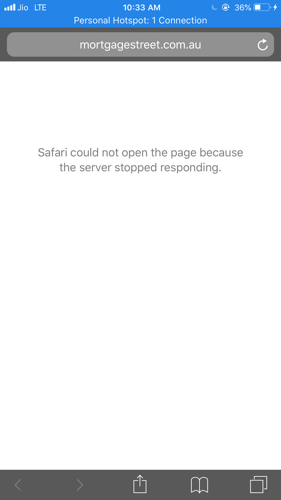 Jio LTE 10:33 AM 36%
Personal Hotspot: 1 Connection
mortgagestreet.com.au
Safari could not open the page because
the server stopped responding.